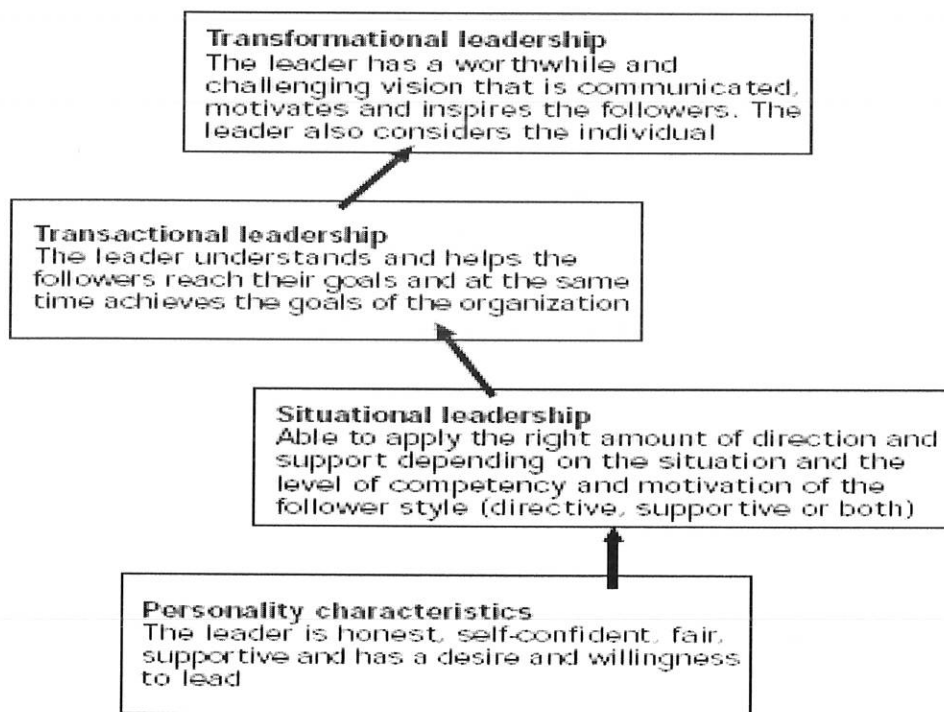 Transformational leadership
The leader has a worthwhile and
challenging vision that is communicated,
motivates and inspires the followers. The
leader also considers the individual
Transactional leadership
The leader understands and helps the
followers reach their goals and at the same
time achieves the goals of the organization
Situational leadership
Able to apply the right amount of direction and
support depending on the situation and the
level of competency and motivation of the
follower style (directive, supportive or both)
Personality characteristics
The leader is honest, self-confident, fair,
supportive and has a desire and willingness
to lead